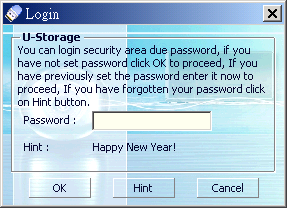 Login
U-Storage
You can login security area due password, if you
have not set password click OK to proceed, If you
have previously set the password enter it now to
proceed, If you have forgotten your password click
on Hint button.
Password :
Hint : Happy New Year!
OK Hint Cancel